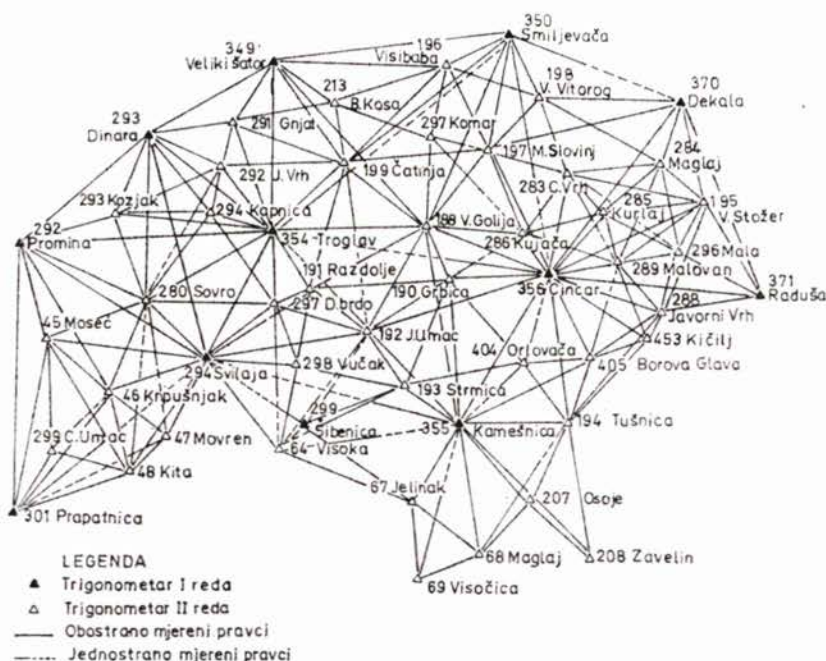 350
Smiljevača
349
Veliki šator
196
Visibaba
198
V. Vitorog
370
Dekala
213
B.Kosa
293
Dinara
291 Gnjat
297 Komar
197 M.Slovinj
284
Maglaj
292 J. Vrh
199 Čatinja
283 C.Vrh
285
Kurlaj
195
V. Stožer
293 Kozjak
294 Kapnica
292
Promina
354 Troglav
198 V.Golija
286 Kujača
296 Mala
289 Malovan
191 Razdolje
190 Grbica
356 Cincar
371
Raduša
280 Sovro
297 D.brdo
288
Javorni Vrh
45 Moseć
192 J.Umac
453 Kičilj
404 Orlovača
405 Borova Glava
294 Svilaja
298 Vučak
193 Strmica
46 Krpušnjak
299
Šibenica
355
Kamešnica
194 Tušnica
299 C.Umac
47 Movren
64 Visoka
48 Kita
67 Jelinak
207 Osoje
301 Prapatnica
68 Maglaj
208 Zavelin
69 Visočica
LEGENDA
Trigonometar I reda
Trigonometar II reda
Obostrano mjereni pravci
Jednostrano mjereni pravci